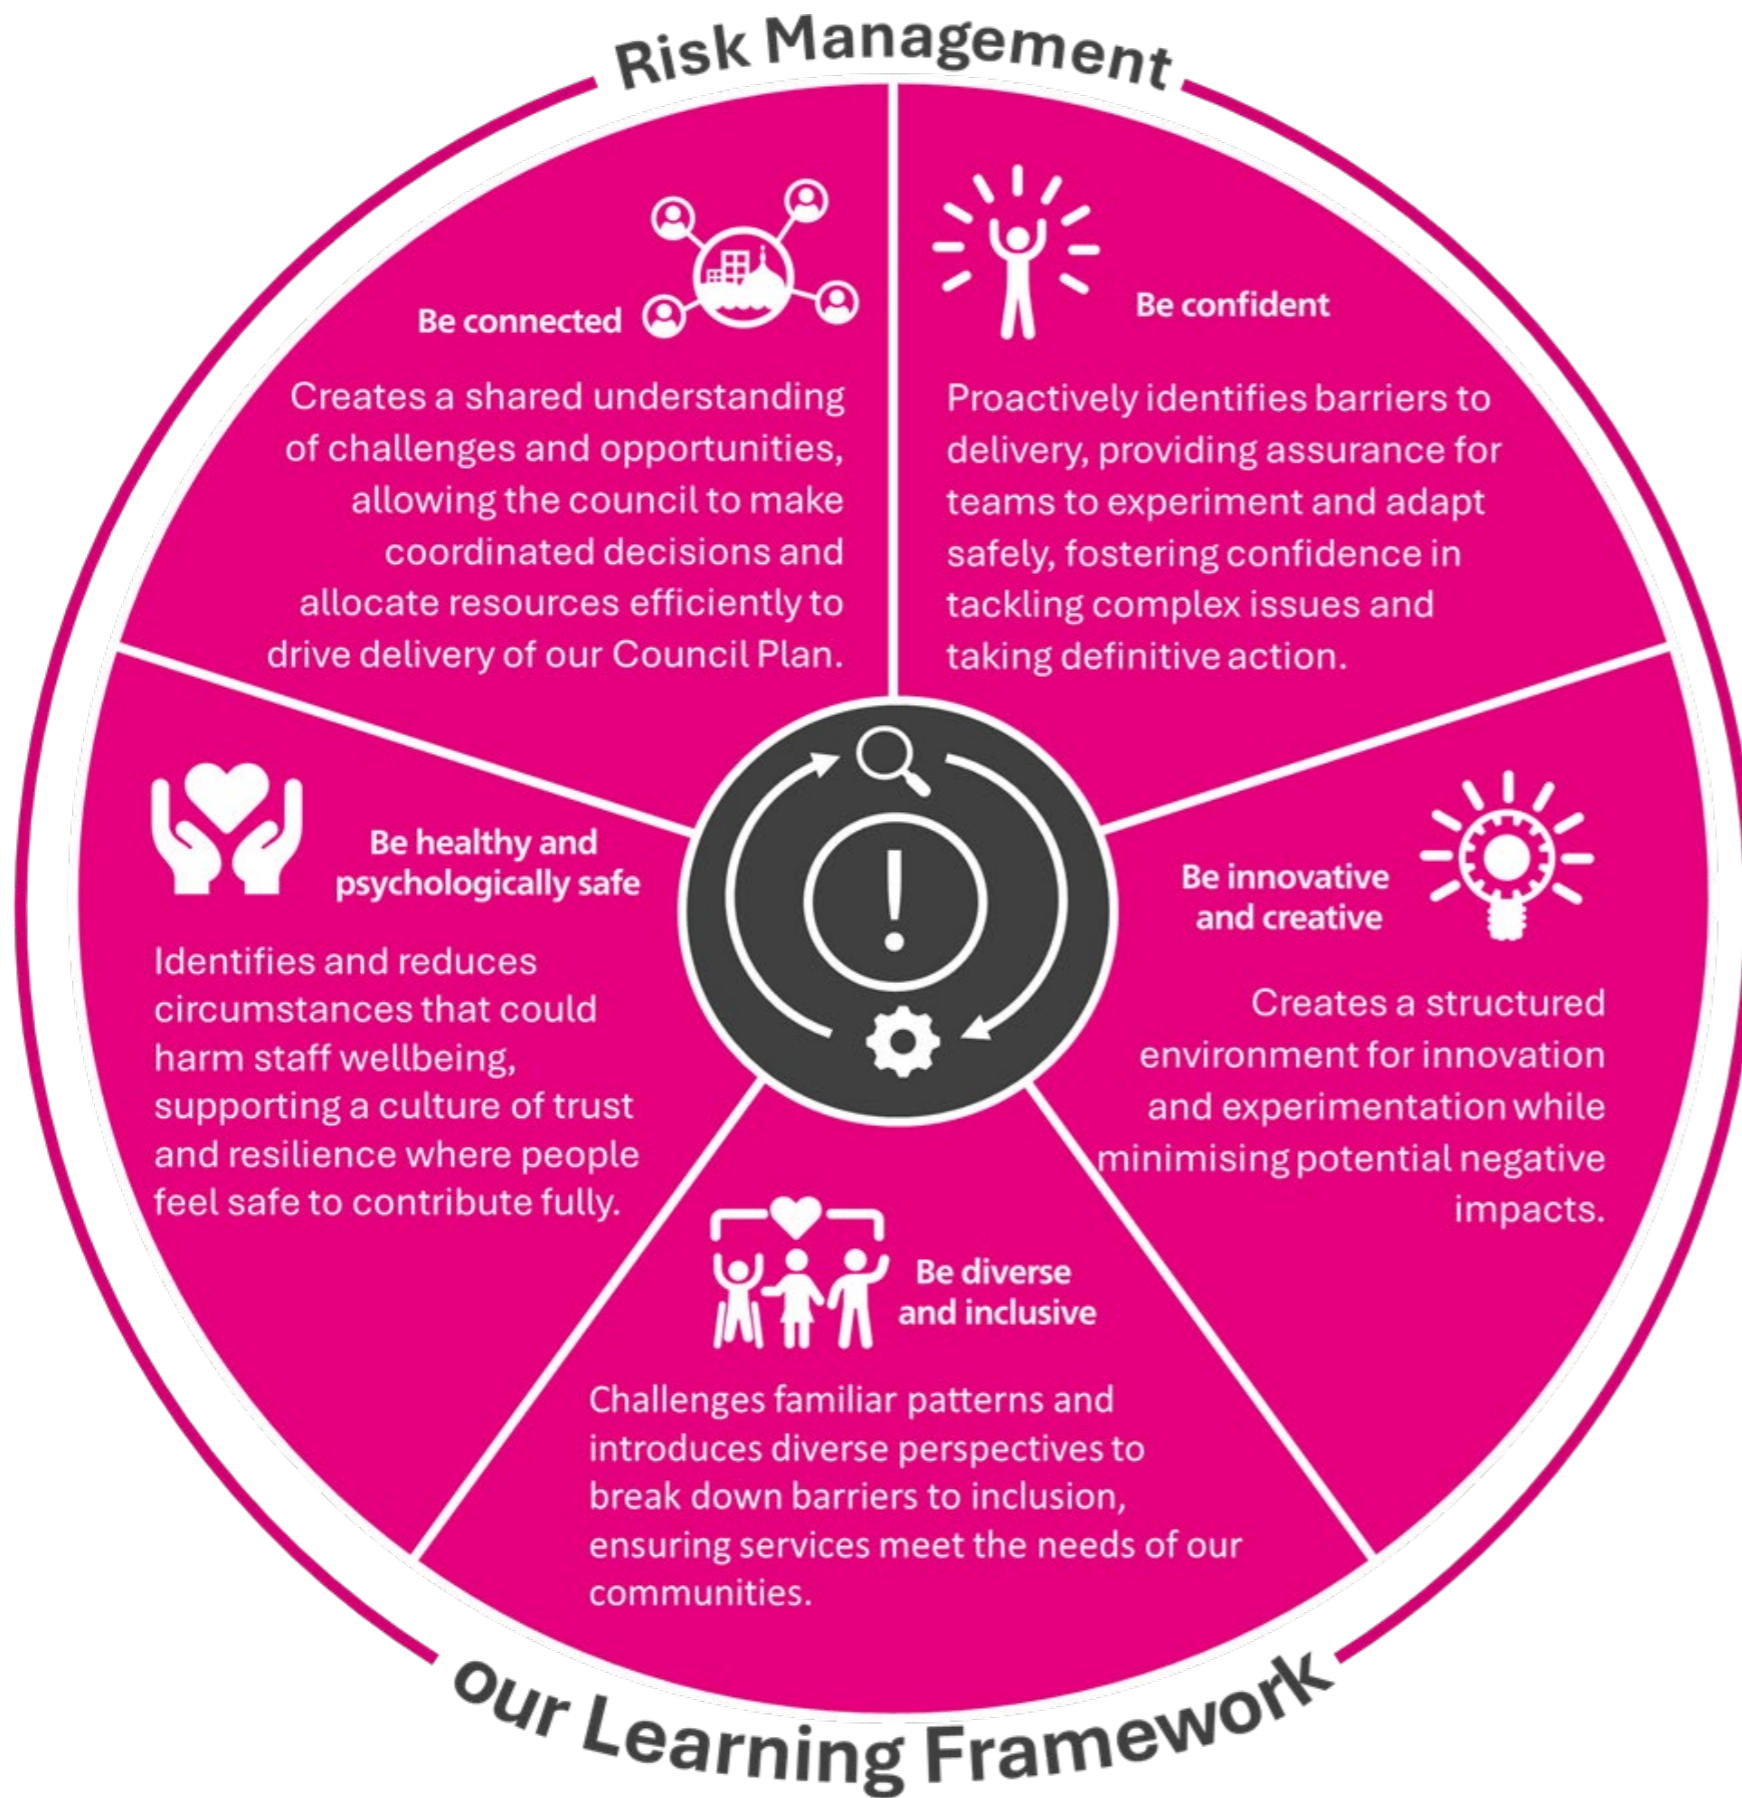 Risk Management
Be connected
Creates a shared understanding
of challenges and opportunities,
allowing the council to make
coordinated decisions and
allocate resources efficiently to
drive delivery of our Council Plan.
Be confident
Proactively identifies barriers to
delivery, providing assurance for
teams to experiment and adapt
safely, fostering confidence in
tackling complex issues and
taking definitive action.
Be healthy and
psychologically safe
Identifies and reduces
circumstances that could
harm staff wellbeing,
supporting a culture of trust
and resilience where people
feel safe to contribute fully.
!
Be innovative
and creative
Creates a structured
environment for innovation
and experimentation while
minimising potential negative
impacts.
Be diverse
and inclusive
Challenges familiar patterns and
introduces diverse perspectives to
break down barriers to inclusion,
ensuring services meet the needs of our
communities.
our Learning Framework